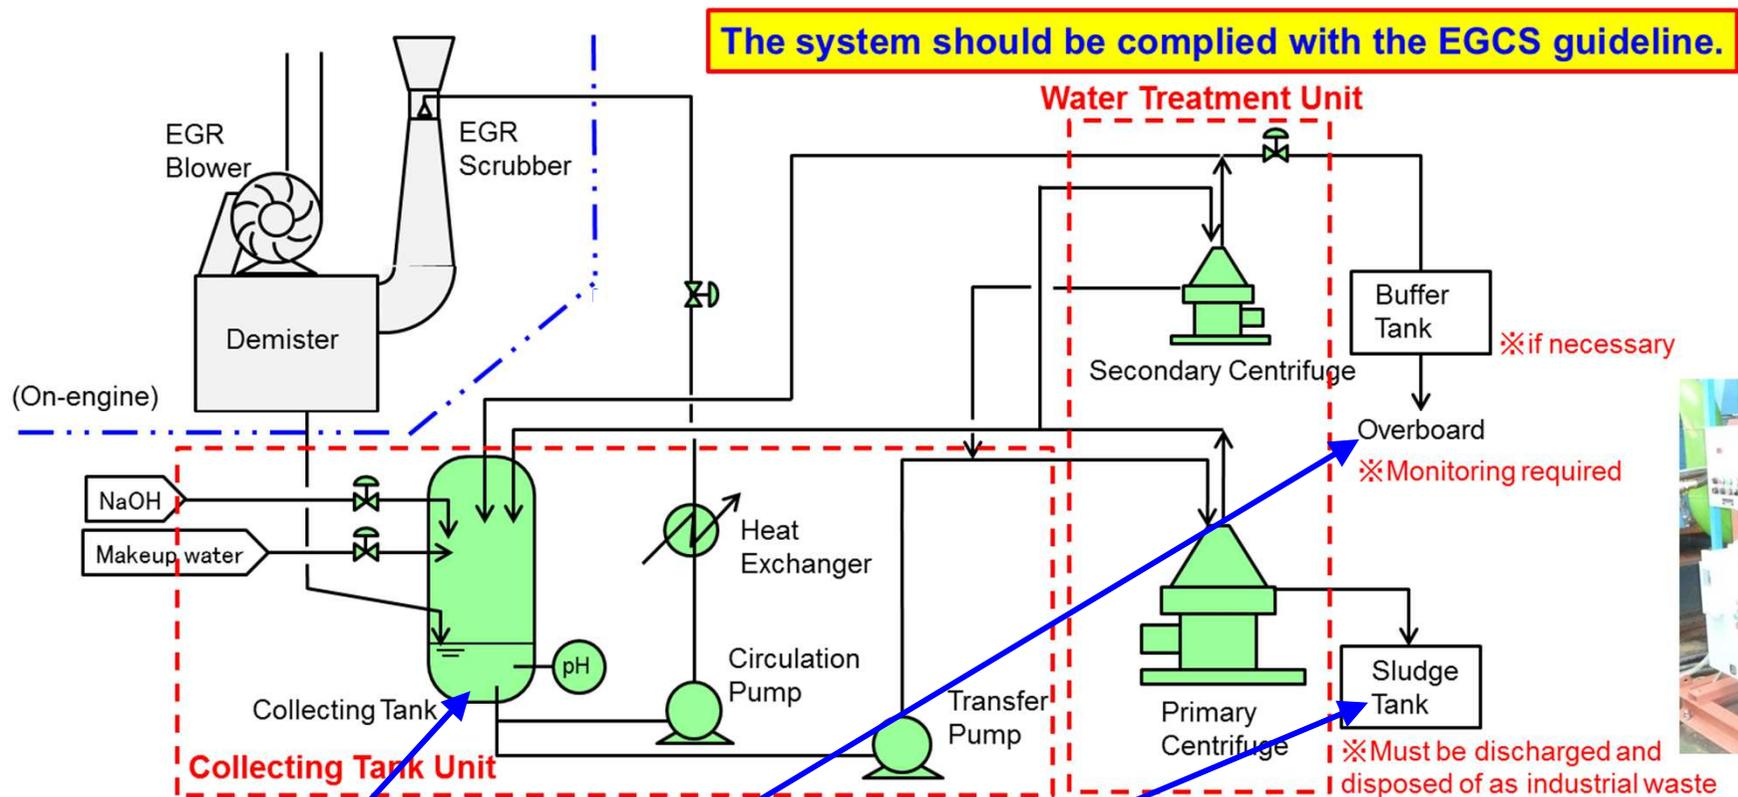 The system should be complied with the EGCS guideline.
Water Treatment Unit
EGR
Blower
EGR
Scrubber
Demister
(On-engine)
Buffer
Tank
※if necessary
Secondary Centrifuge
Overboard
※Monitoring required
NaOH
Makeup water
Heat
Exchanger
pH
Circulation
Pump
Collecting Tank
Transfer
Pump
Primary
Centrifuge
Sludge
Tank
※Must be discharged and
disposed of as industrial waste
Collecting Tank Unit